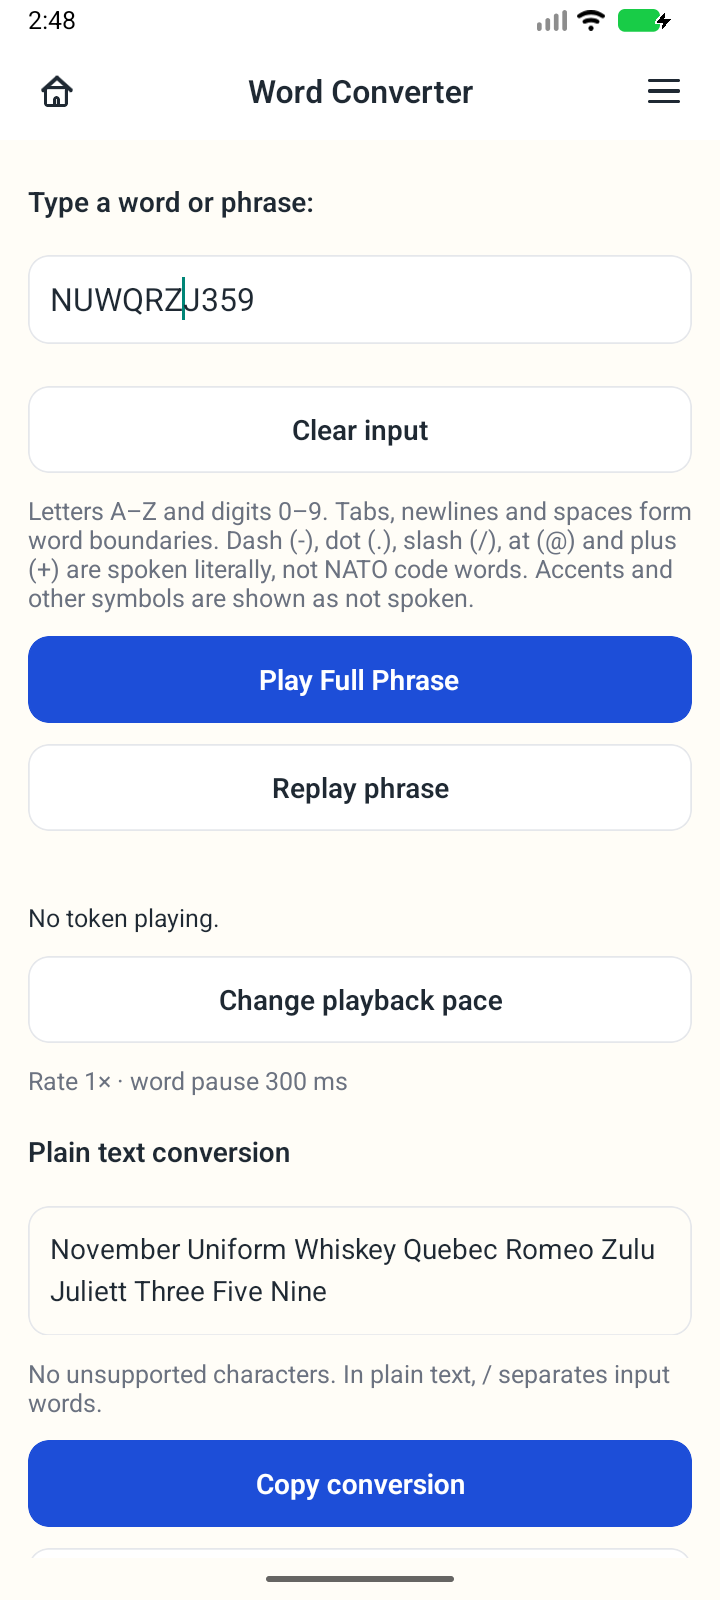 2:48
Word Converter
Type a word or phrase:
NUWQRZJ359
Clear input
Letters A–Z and digits 0–9. Tabs, newlines and spaces form
word boundaries. Dash (-), dot (.), slash (/), at (@) and plus
(+) are spoken literally, not NATO code words. Accents and
other symbols are shown as not spoken.
Play Full Phrase
Replay phrase
No token playing.
Change playback pace
Rate 1× · word pause 300 ms
Plain text conversion
November Uniform Whiskey Quebec Romeo Zulu
Juliett Three Five Nine
No unsupported characters. In plain text, / separates input
words.
Copy conversion